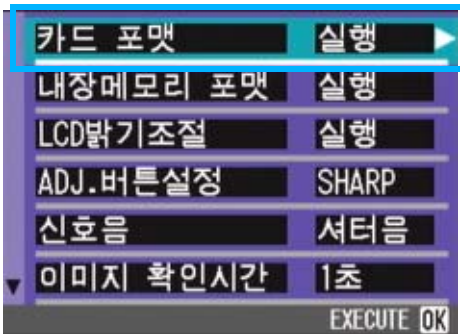 카드 포맷 실행
내장메모리 포맷 실행
LCD밝기조절 실행
ADJ.버튼설정 SHARP
신호음 셔터음
이미지 확인시간 1초
EXECUTE OK